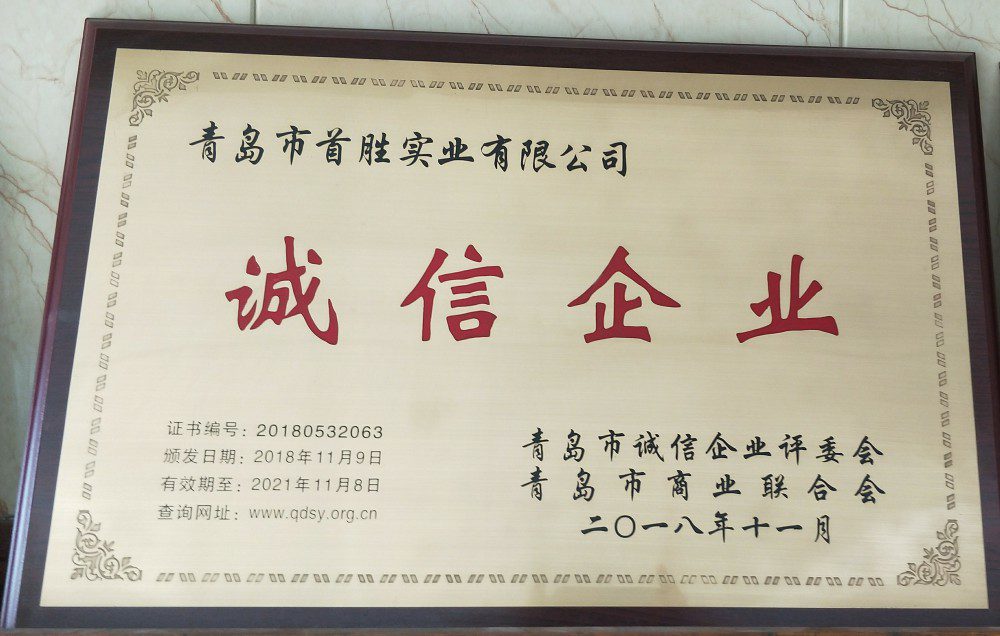 青岛市首胜实业有限公司
诚信企业
证书编号：20180532063
颁发日期：2018年11月9日
有效期至：2021年11月8日
查询网址：www.qdsy.org.cn
青岛市诚信企业评委会
青岛市商业联合会
二〇一八年十一月